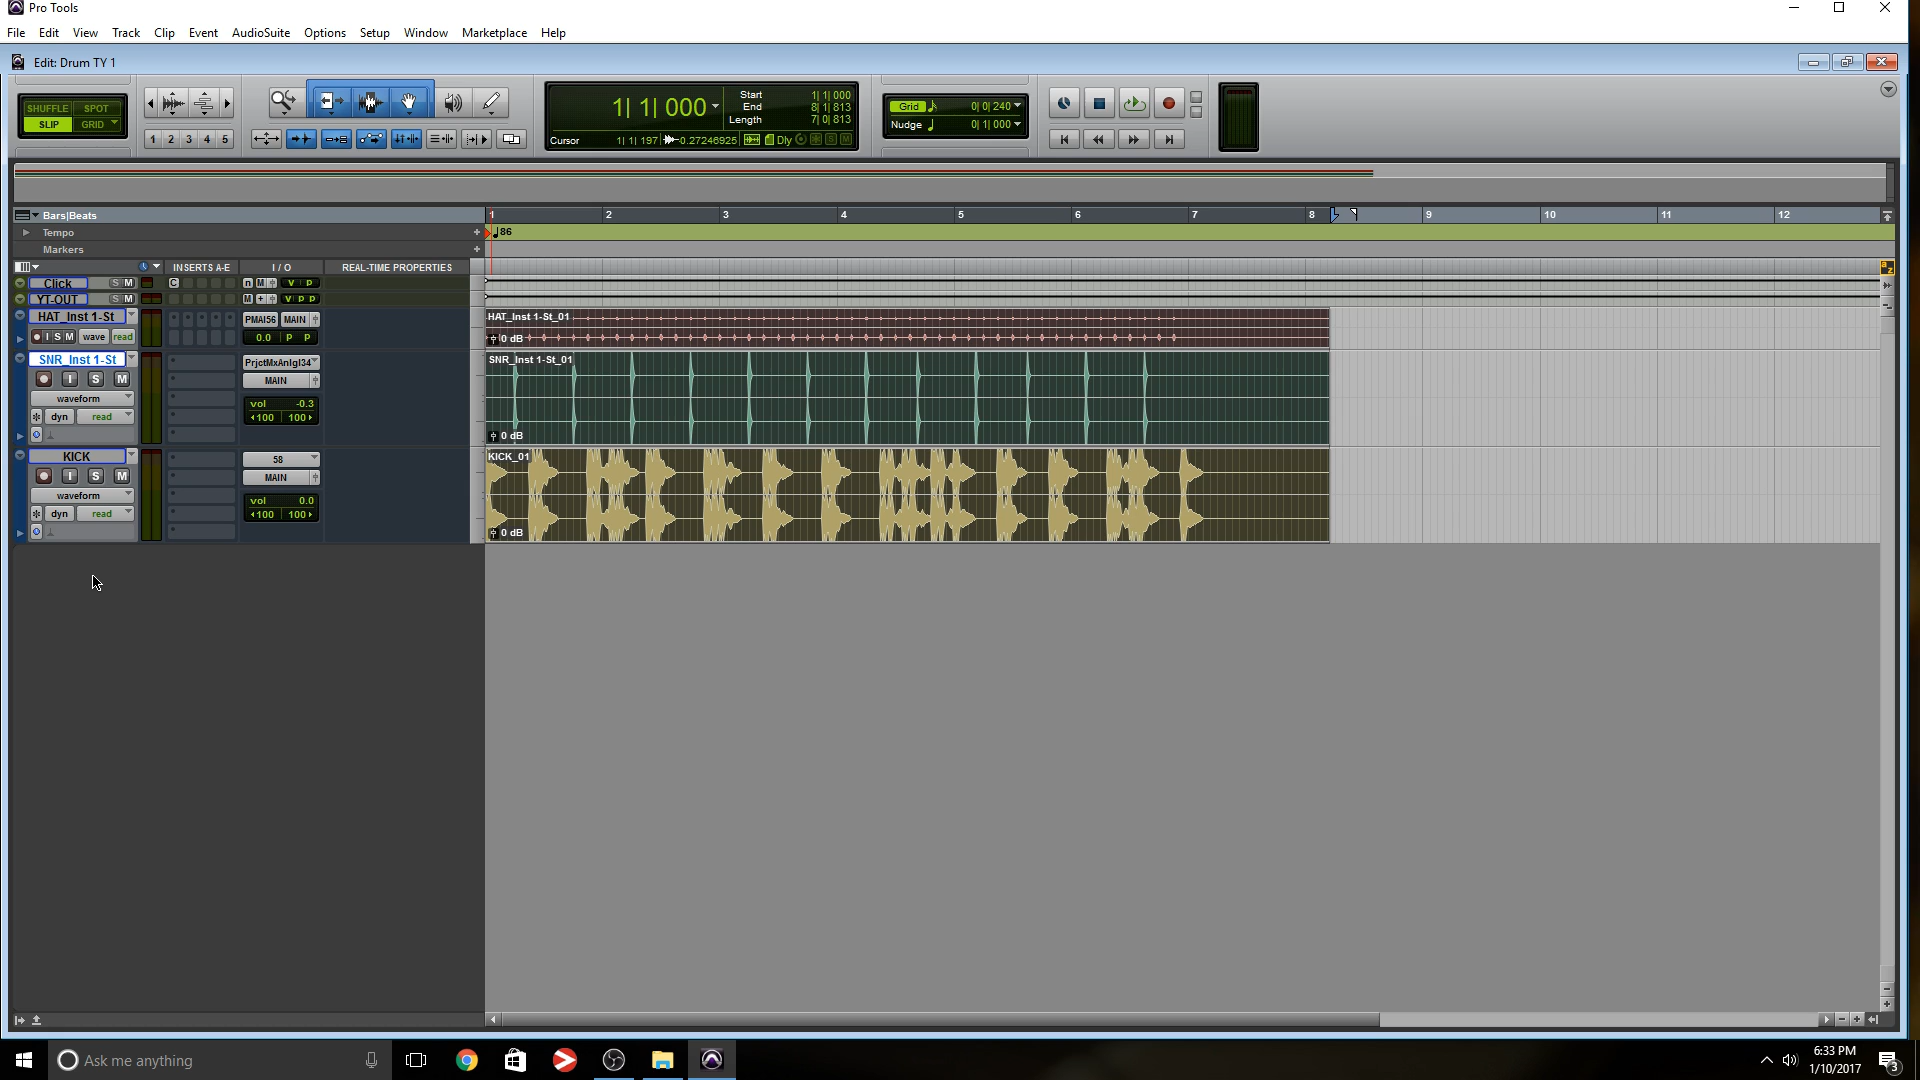 Pro Tools
File Edit View Track Clip Event AudioSuite Options Setup Window Marketplace Help
Edit: Drum TY 1
SHUFFLE SPOT
SLIP GRID
1 2 3 4 5
1| 1| 000
Start 1| 1| 000
End 8| 1| 813
Length 7| 0| 813
Cursor 1| 1| 197 -0.27246925 Dly S M
Grid 0| 0| 240
Nudge 0| 1| 000
Bars|Beats 1 2 3 4 5 6 7 8 9 10 11 12
Tempo + 86
Markers +
INSERTS A-E I / O REAL-TIME PROPERTIES
Click S M C n M V P
YT-OUT S M M + V P P
HAT_Inst 1-St PMAI56 MAIN HAT_Inst 1-St_01
I S M wave read 0.0 P P 0 dB
SNR_Inst 1-St PrjctMxAnlgI34 SNR_Inst 1-St_01
I S M MAIN
waveform vol -0.3
dyn read 100 100
0 dB
KICK 58 KICK_01
I S M MAIN
waveform vol 0.0
dyn read 100 100
0 dB
Ask me anything
6:33 PM
1/10/2017
3